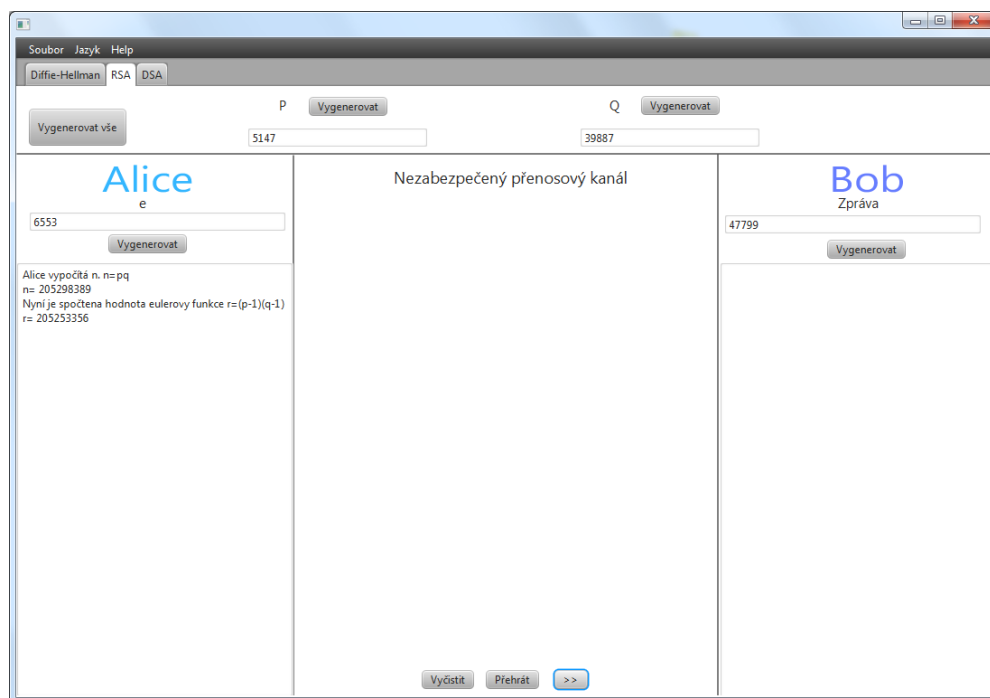 Soubor Jazyk Help
Diffie-Hellman RSA DSA
Vygenerovat vše
P Vygenerovat
5147
Q Vygenerovat
39887
Alice
e
6553
Vygenerovat
Alice vypočítá n. n=pq
n= 205298389
Nyní je spočtena hodnota eulerovy funkce r=(p-1)(q-1)
r= 205253356
Nezabezpečený přenosový kanál
Vyčistit Přehrát >>
Bob
Zpráva
47799
Vygenerovat